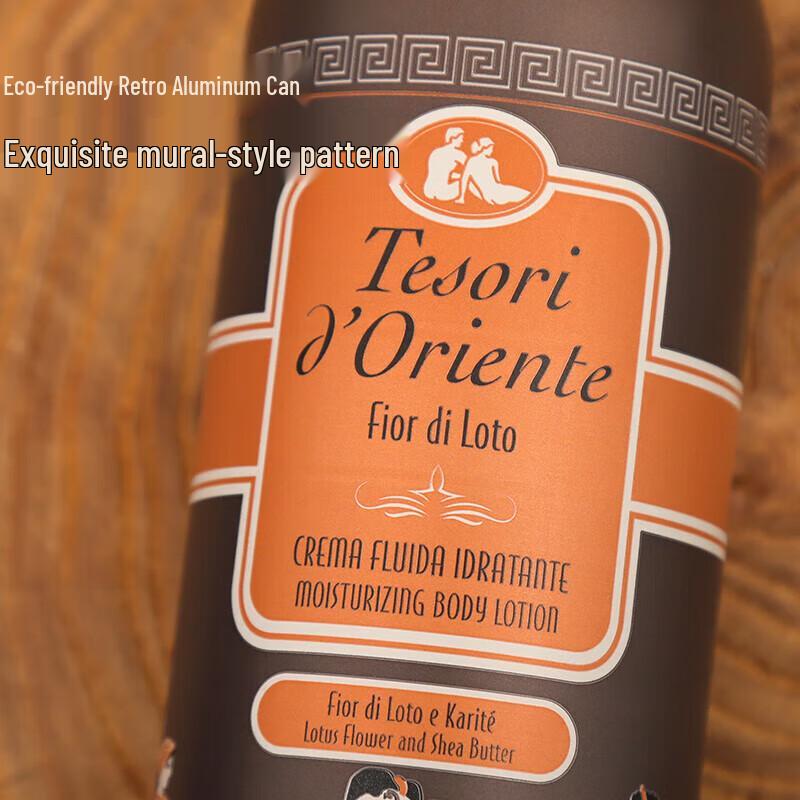 Eco-friendly Retro Aluminum Can
Exquisite mural-style pattern
Tesori
d'Oriente
Fior di Loto
CREMA FLUIDA IDRATANTE
MOISTURIZING BODY LOTION
Fior di Loto e Karité
Lotus Flower and Shea Butter